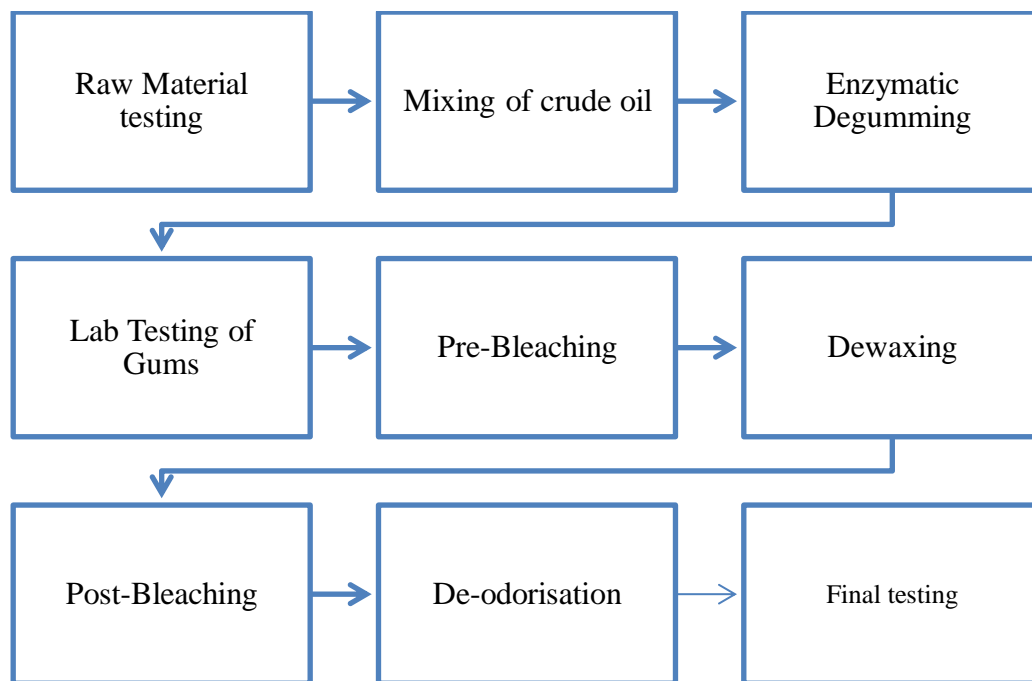 Raw Material
testing
Mixing of crude oil
Enzymatic
Degumming
Lab Testing of
Gums
Pre-Bleaching
Dewaxing
Post-Bleaching
De-odorisation
Final testing